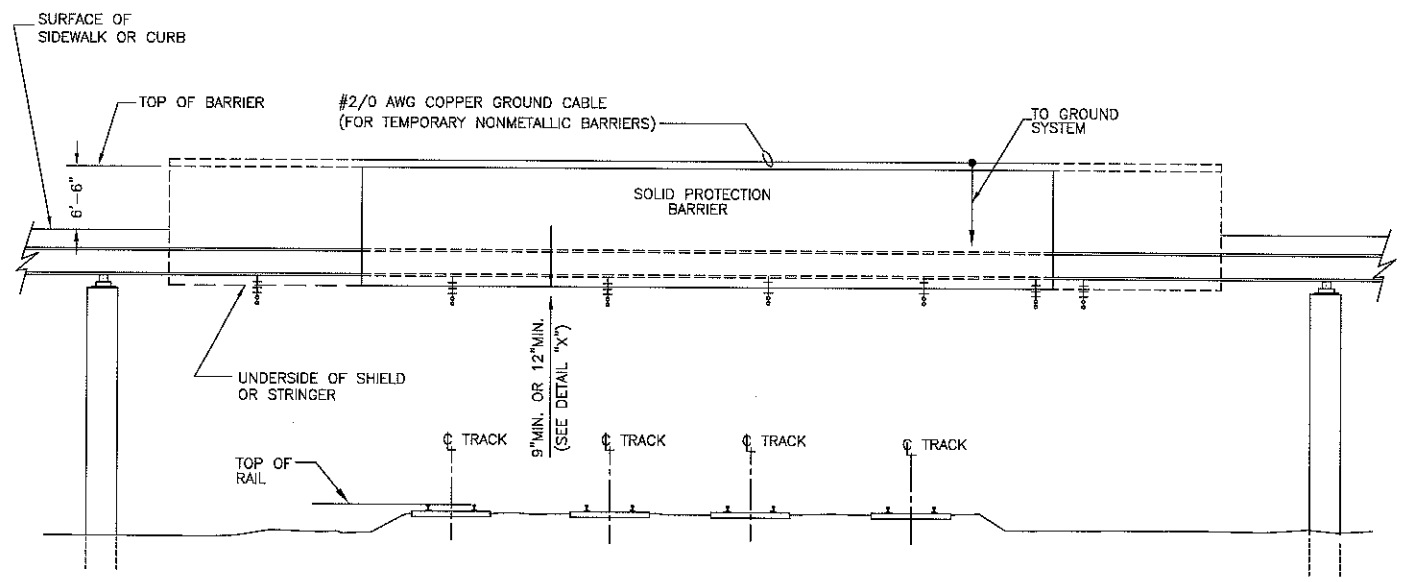 SURFACE OF
SIDEWALK OR CURB
TOP OF BARRIER
#2/0 AWG COPPER GROUND CABLE
(FOR TEMPORARY NONMETALLIC BARRIERS)
TO GROUND
SYSTEM
6'-6"
SOLID PROTECTION
BARRIER
9"MIN. OR 12"MIN.
(SEE DETAIL "X")
UNDERSIDE OF SHIELD
OR STRINGER
℄ TRACK
℄ TRACK
℄ TRACK
℄ TRACK
TOP OF
RAIL